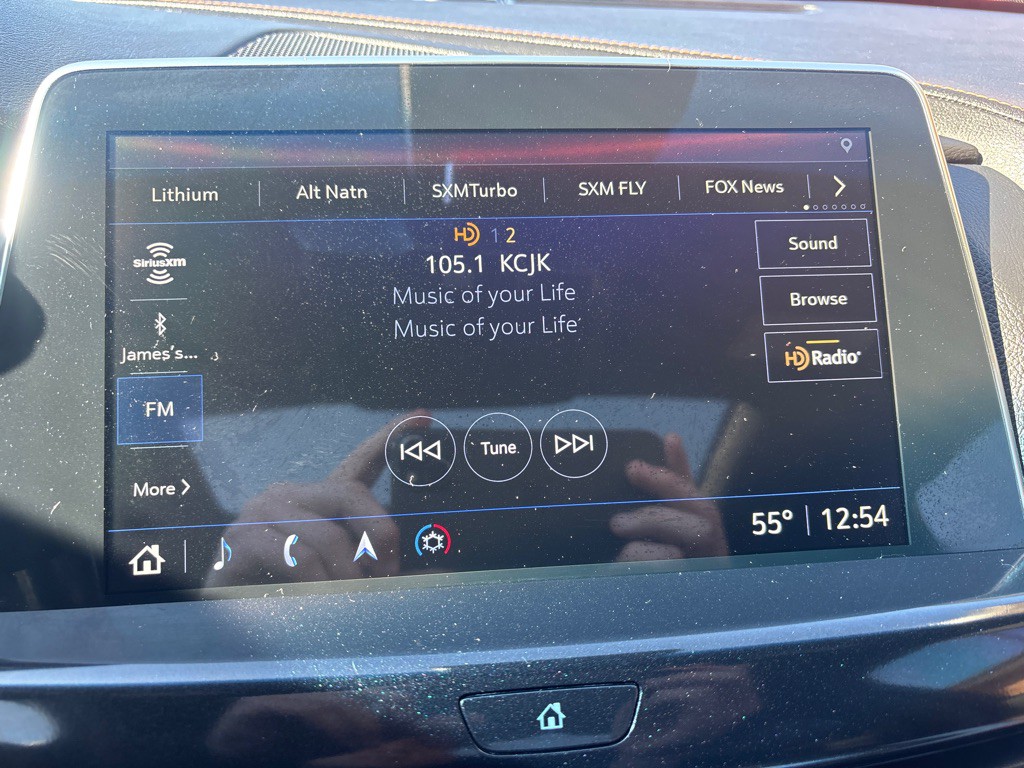 Lithium
Alt Natn
SXMTurbo
SXM FLY
FOX News
HD 1 2
105.1 KCJK
Music of your Life
Music of your Life
SiriusXM
James's...
FM
More
Sound
Browse
HD Radio
Tune
55° 12:54